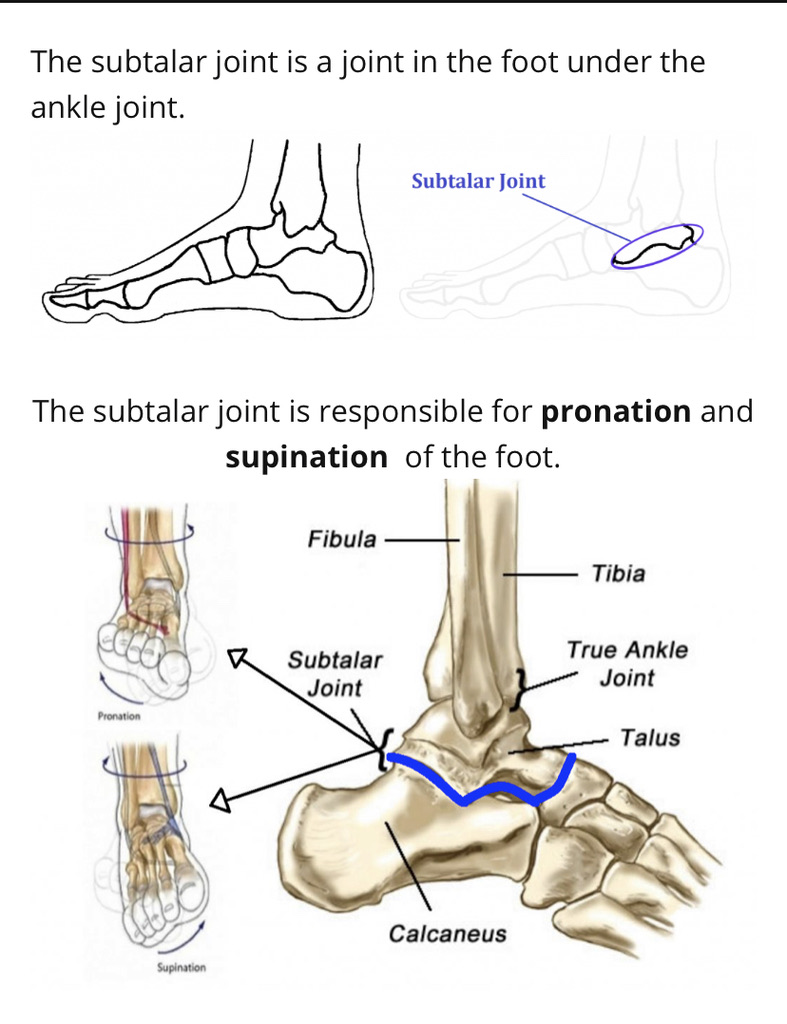 The subtalar joint is a joint in the foot under the
ankle joint.
Subtalar Joint
The subtalar joint is responsible for pronation and
supination of the foot.
Fibula
Tibia
Subtalar
Joint
True Ankle
Joint
Pronation
Talus
Calcaneus
Supination